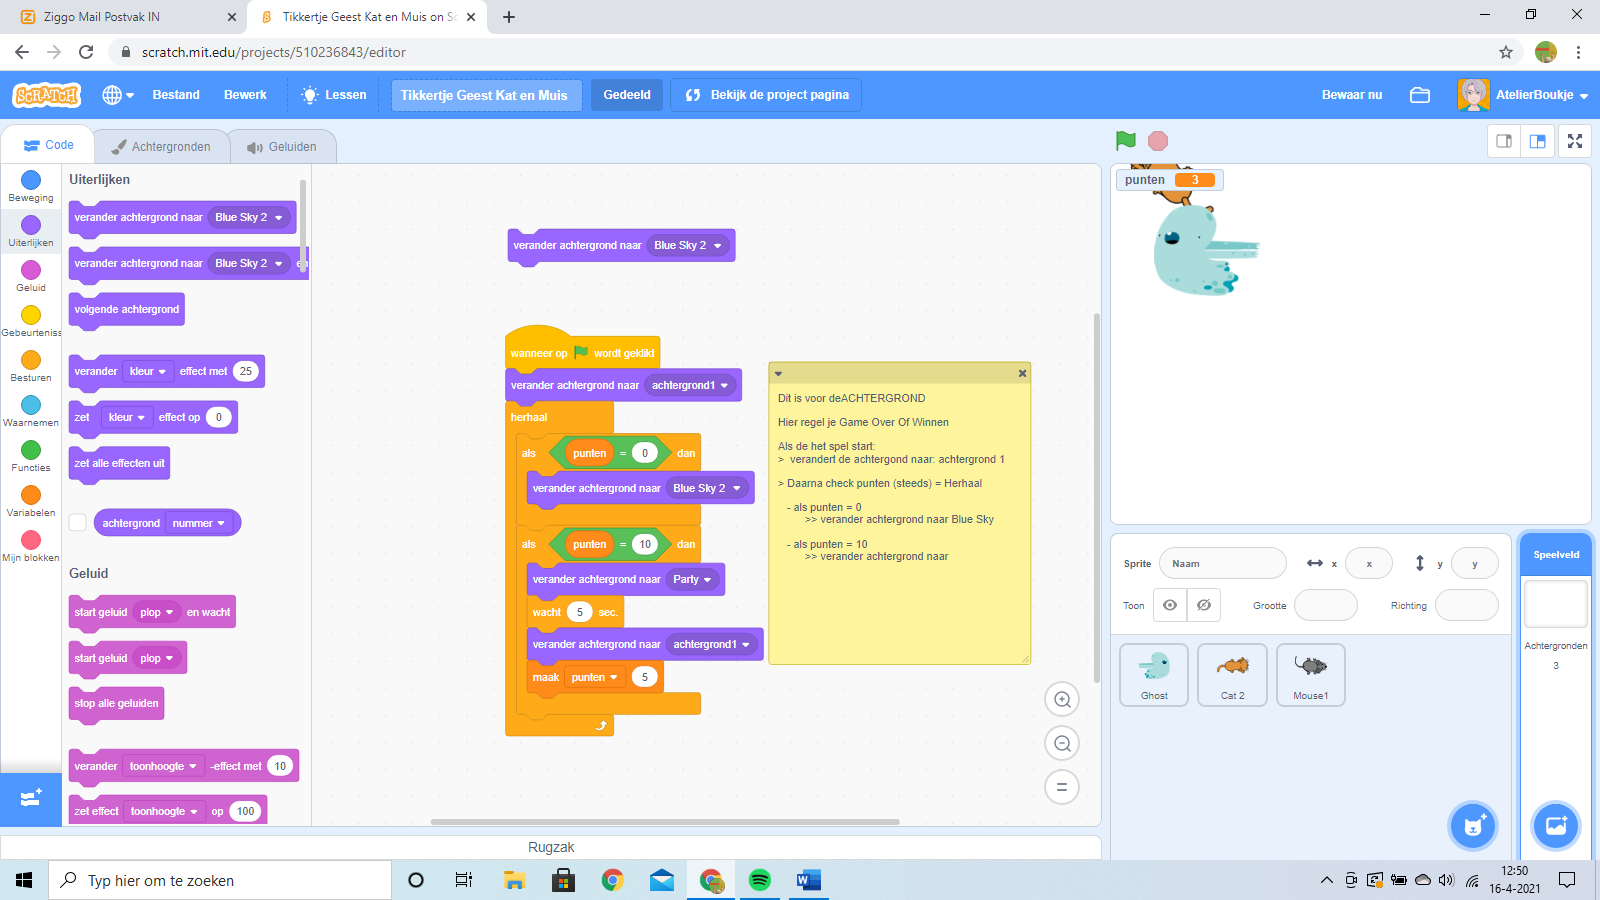 Ziggo Mail Postvak IN
Tikkertje Geest Kat en Muis on Sc
scratch.mit.edu/projects/510236843/editor
SCRATCH
Bestand
Bewerk
Lessen
Tikkertje Geest Kat en Muis
Gedeeld
Bekijk de project pagina
Bewaar nu
AtelierBoukje
Code
Achtergronden
Geluiden
Beweging
Uiterlijken
Geluid
Gebeurteniss
Besturen
Waarnemen
Functies
Variabelen
Mijn blokken
Uiterlijken
verander achtergrond naar Blue Sky 2
verander achtergrond naar Blue Sky 2 en
volgende achtergrond
verander kleur effect met 25
zet kleur effect op 0
zet alle effecten uit
achtergrond nummer
Geluid
start geluid plop en wacht
start geluid plop
stop alle geluiden
verander toonhoogte -effect met 10
zet effect toonhoogte op 100
verander achtergrond naar Blue Sky 2
wanneer op wordt geklikt
verander achtergrond naar achtergrond1
herhaal
als punten = 0 dan
verander achtergrond naar Blue Sky 2
als punten = 10 dan
verander achtergrond naar Party
wacht 5 sec.
verander achtergrond naar achtergrond1
maak punten 5
Dit is voor deACHTERGROND
Hier regel je Game Over Of Winnen
Als de het spel start:
> verandert de achtergond naar: achtergrond 1
> Daarna check punten (steeds) = Herhaal
- als punten = 0
>> verander achtergrond naar Blue Sky
- als punten = 10
>> verander achtergrond naar
punten 3
Sprite Naam x x y y
Toon Grootte Richting
Ghost
Cat 2
Mouse1
Speelveld
Achtergronden
3
Rugzak
Typ hier om te zoeken
12:50
16-4-2021